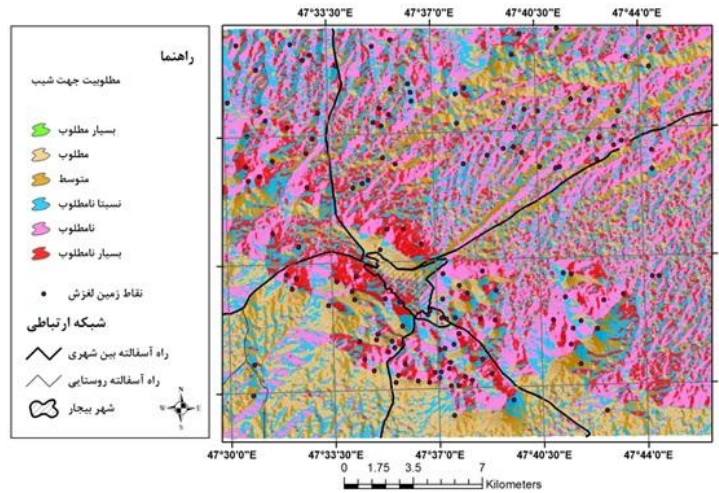 47°33'30"E 47°37'0"E 47°40'30"E 47°44'0"E
راهنما
مطلوبیت جهت شیب
بسیار مطلوب
مطلوب
متوسط
نسبتا نامطلوب
نامطلوب
بسیار نامطلوب
نقاط زمین لغزش
شبکه ارتباطی
راه آسفالته بین شهری
راه آسفالته روستایی
شهر بیجار
N
W E
S
47°30'0"E 47°33'30"E 47°37'0"E 47°40'30"E 47°44'0"E
0 1.75 3.5 7
Kilometers